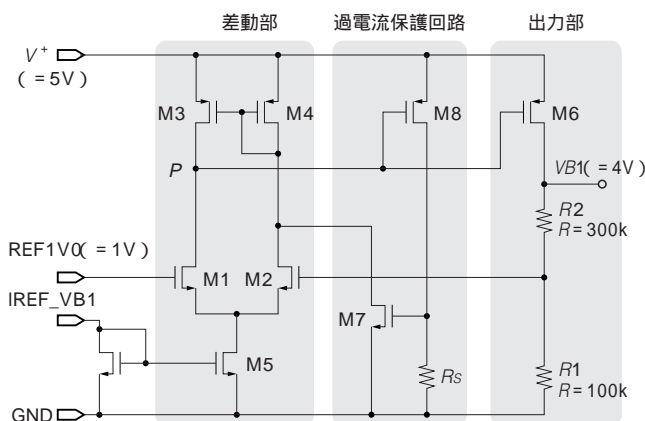 差動部
過電流保護回路
出力部
V+
( = 5V)
M3
M4
M8
M6
P
VB1( = 4V)
R2
R = 300k
REF1V0( = 1V)
M1
M2
IREF_VB1
M7
M5
RS
R1
R = 100k
GND